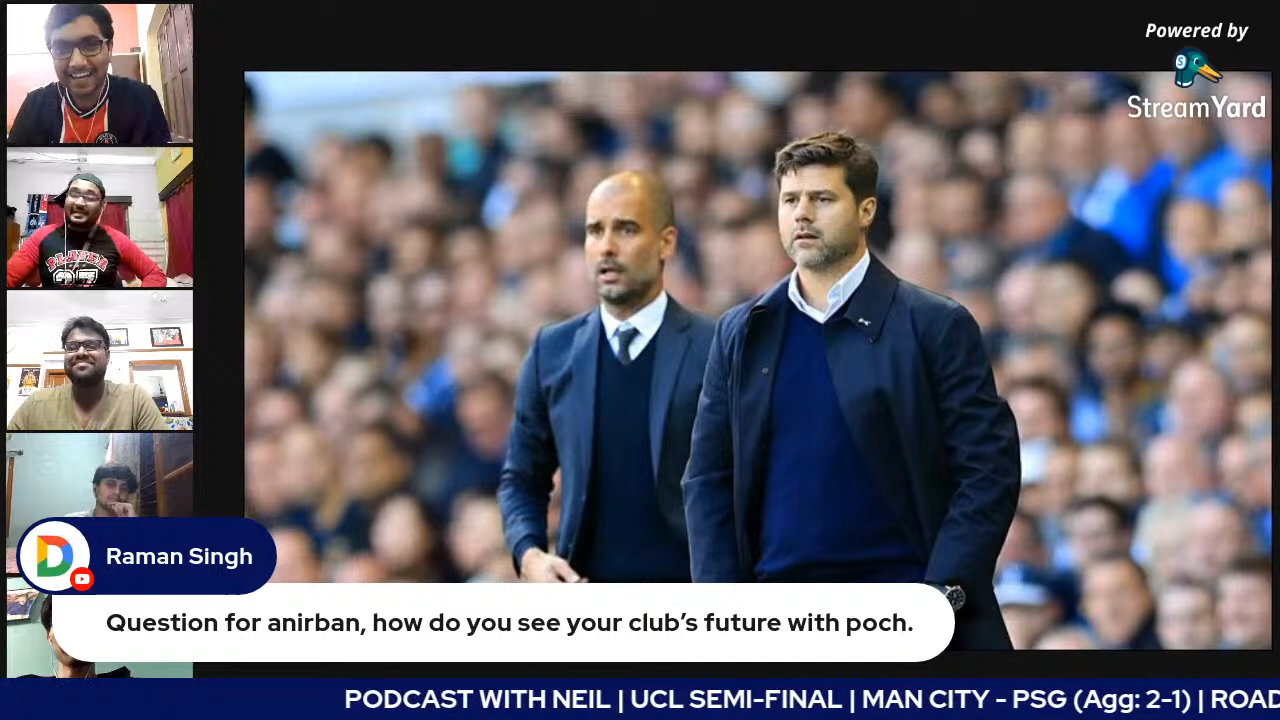 Powered by
StreamYard
PLAYER
Raman Singh
Question for anirban, how do you see your club’s future with poch.
PODCAST WITH NEIL | UCL SEMI-FINAL | MAN CITY - PSG (Agg: 2-1) | ROAD